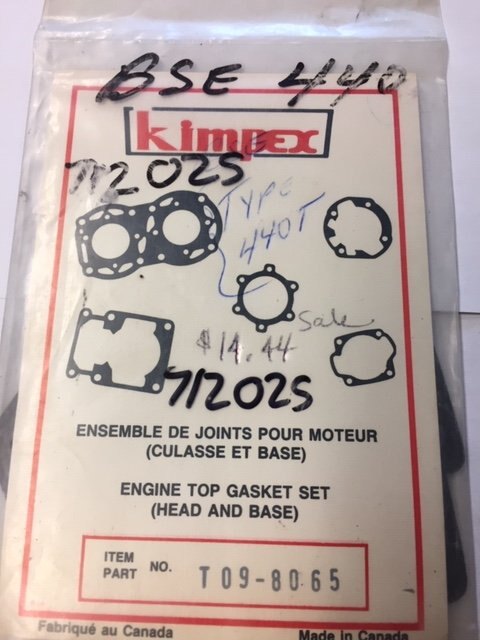 BSE 440
kimpex
712025
TYPE
440T
Sale
$14.44
712025
ENSEMBLE DE JOINTS POUR MOTEUR
(CULASSE ET BASE)
ENGINE TOP GASKET SET
(HEAD AND BASE)
ITEM
PART NO. T09-8065
Fabriqué au Canada
Made in Canada